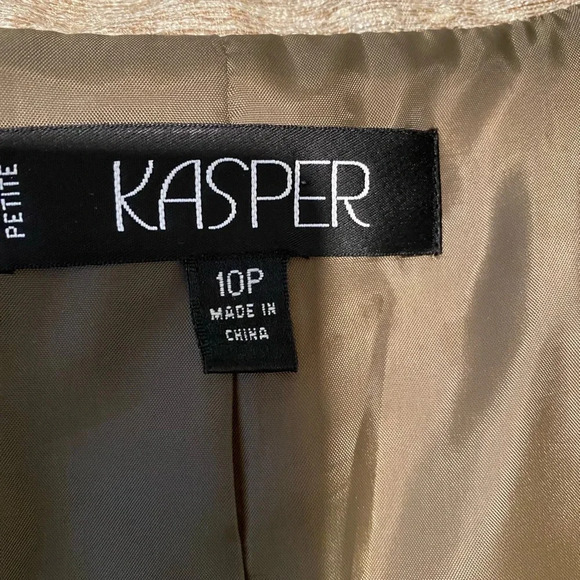 PETITE
KASPER
10P
MADE IN
CHINA